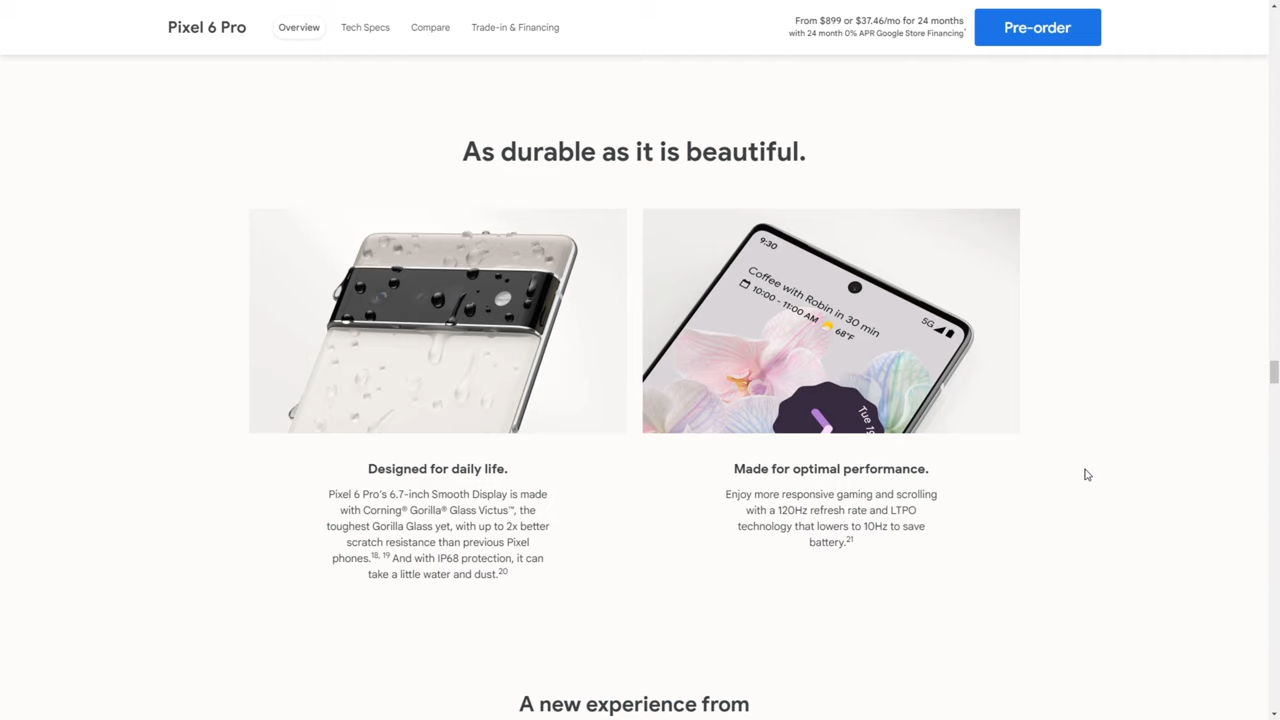 Pixel 6 Pro
Overview
Tech Specs
Compare
Trade-in & Financing
From $899 or $37.46/mo for 24 months
with 24 month 0% APR Google Store Financing*
Pre-order
As durable as it is beautiful.
9:30
Coffee with Robin in 30 min
10:00 - 11:00 AM 68°F
5G
Tue 19
Designed for daily life.
Pixel 6 Pro's 6.7-inch Smooth Display is made
with Corning® Gorilla® Glass Victus™, the
toughest Gorilla Glass yet, with up to 2x better
scratch resistance than previous Pixel
phones.18, 19 And with IP68 protection, it can
take a little water and dust.20
Made for optimal performance.
Enjoy more responsive gaming and scrolling
with a 120Hz refresh rate and LTPO
technology that lowers to 10Hz to save
battery.21
A new experience from